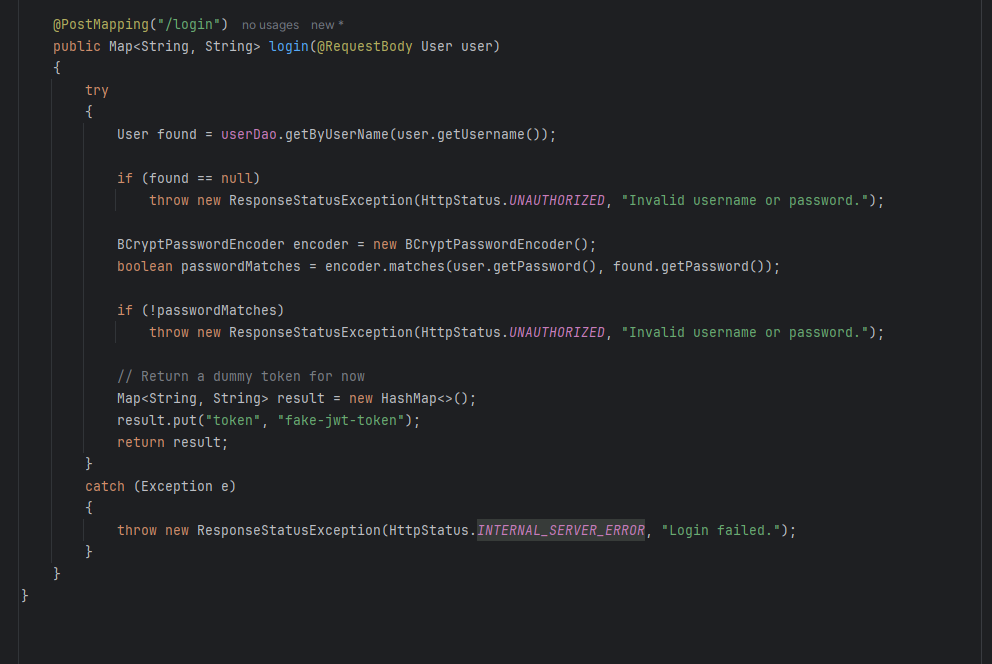 @PostMapping("/login") no usages new *
public Map<String, String> login(@RequestBody User user)
{
try
{
User found = userDao.getByUserName(user.getUsername());
if (found == null)
throw new ResponseStatusException(HttpStatus.UNAUTHORIZED, "Invalid username or password.");
BCryptPasswordEncoder encoder = new BCryptPasswordEncoder();
boolean passwordMatches = encoder.matches(user.getPassword(), found.getPassword());
if (!passwordMatches)
throw new ResponseStatusException(HttpStatus.UNAUTHORIZED, "Invalid username or password.");
// Return a dummy token for now
Map<String, String> result = new HashMap<>();
result.put("token", "fake-jwt-token");
return result;
}
catch (Exception e)
{
throw new ResponseStatusException(HttpStatus.INTERNAL_SERVER_ERROR, "Login failed.");
}
}
}